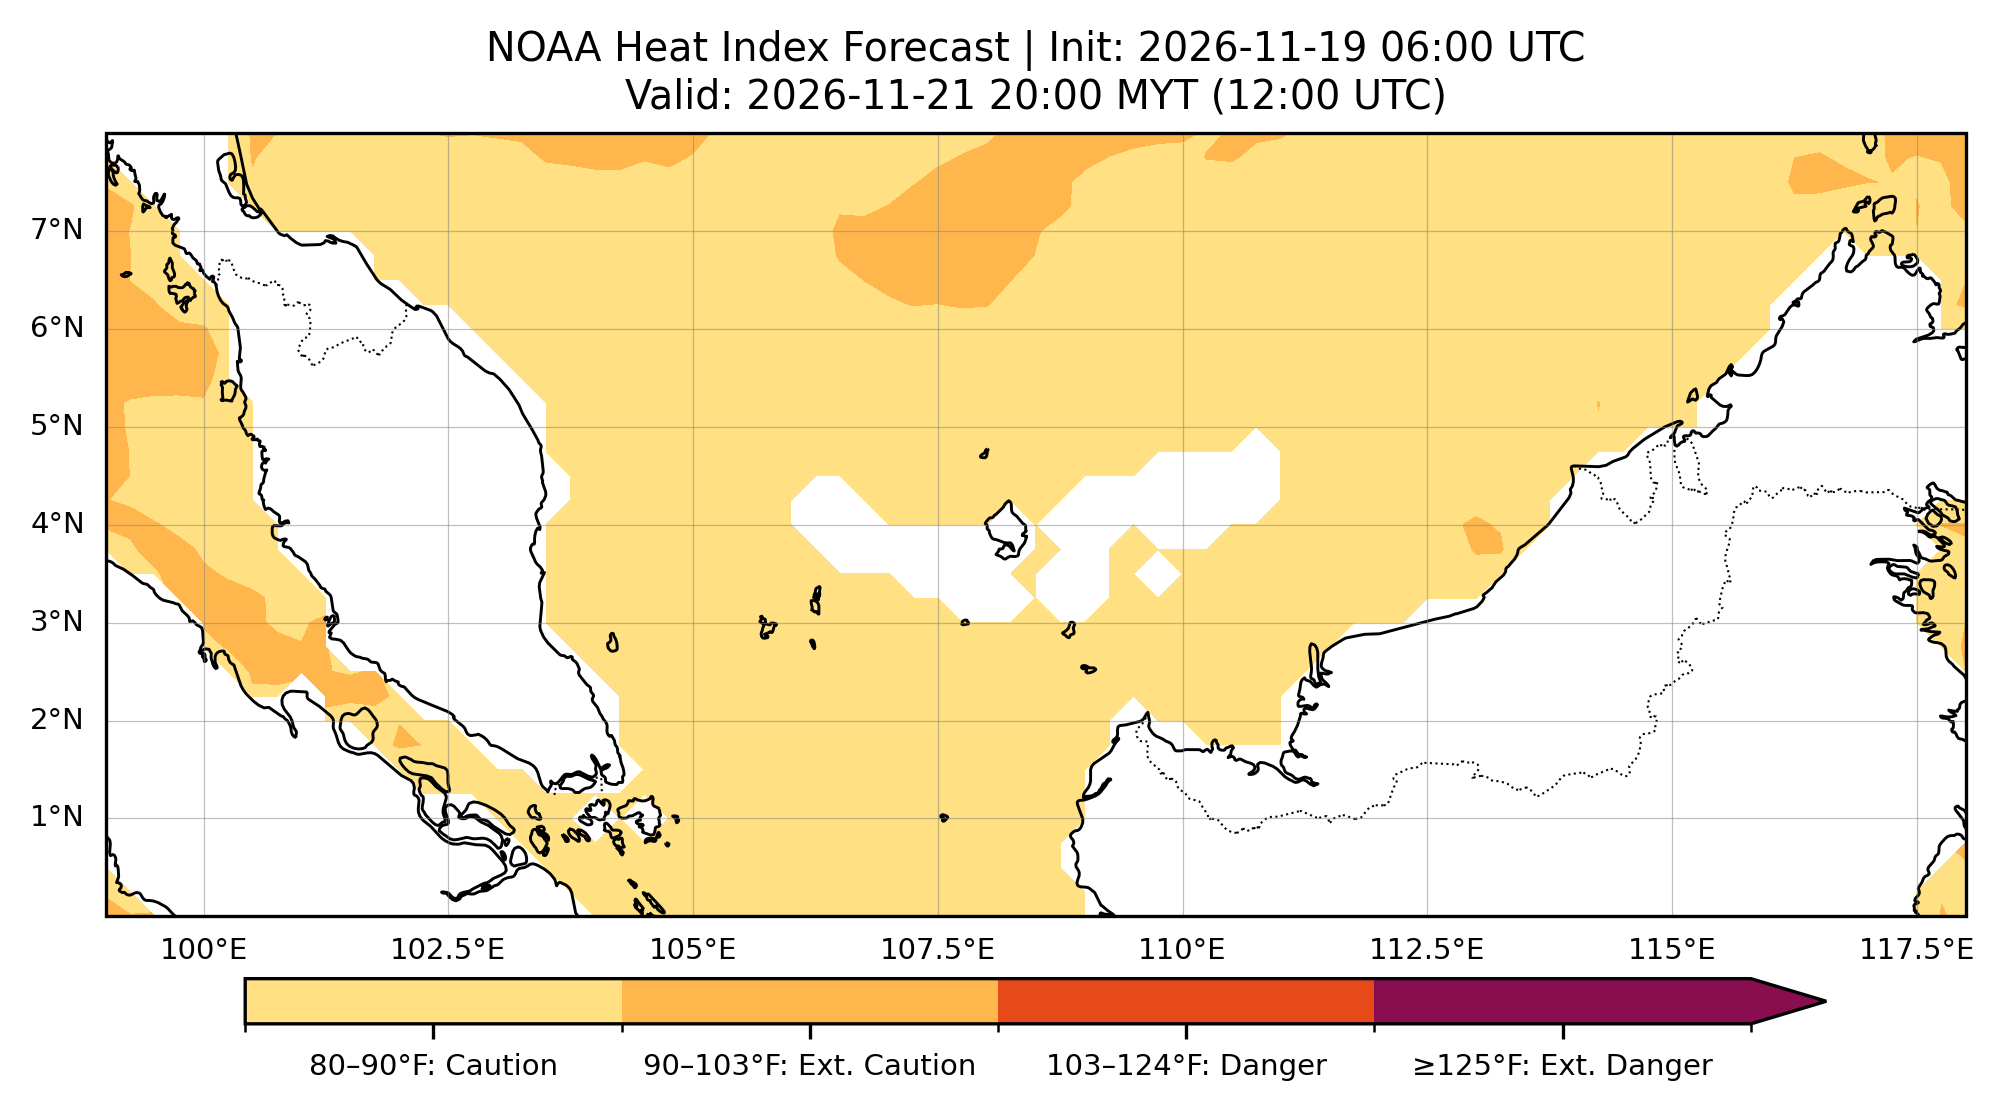 NOAA Heat Index Forecast | Init: 2026-11-19 06:00 UTC
Valid: 2026-11-21 20:00 MYT (12:00 UTC)
7°N
6°N
5°N
4°N
3°N
2°N
1°N
100°E 102.5°E 105°E 107.5°E 110°E 112.5°E 115°E 117.5°E
80–90°F: Caution 90–103°F: Ext. Caution 103–124°F: Danger ≥125°F: Ext. Danger